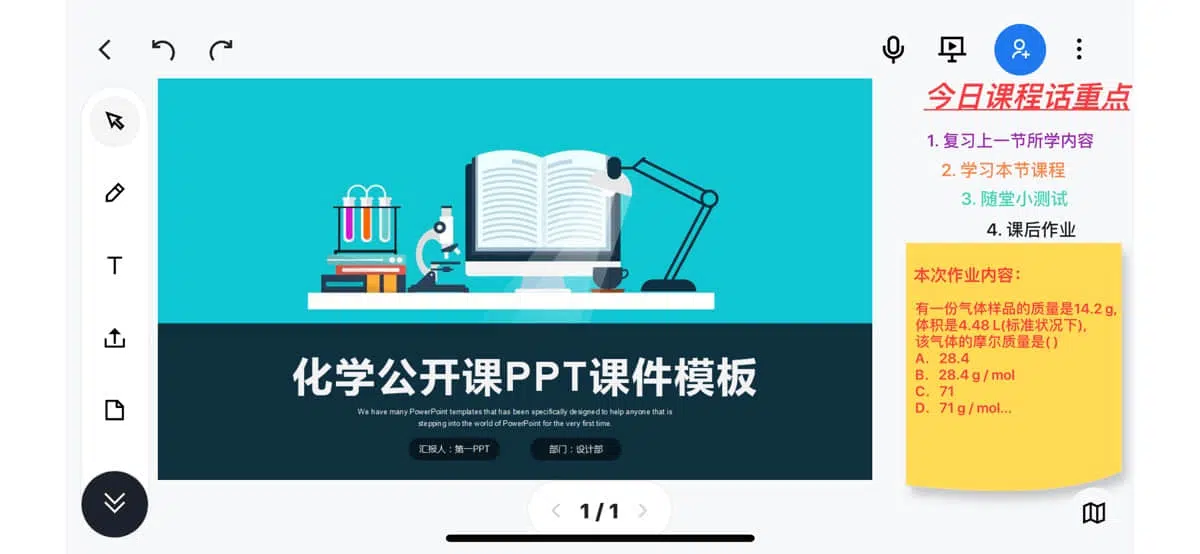 今日课程话重点
1. 复习上一节所学内容
2. 学习本节课程
3. 随堂小测试
4. 课后作业
本次作业内容：
有一份气体样品的质量是14.2 g,
体积是4.48 L(标准状况下),
该气体的摩尔质量是( )
A．28.4
B．28.4 g / mol
C．71
D．71 g / mol...
T
化学公开课PPT课件模板
We have many PowerPoint templates that has been specifically designed to help anyone that is
stepping into the world of PowerPoint for the very first time.
汇报人：第一PPT
部门：设计部
1 / 1